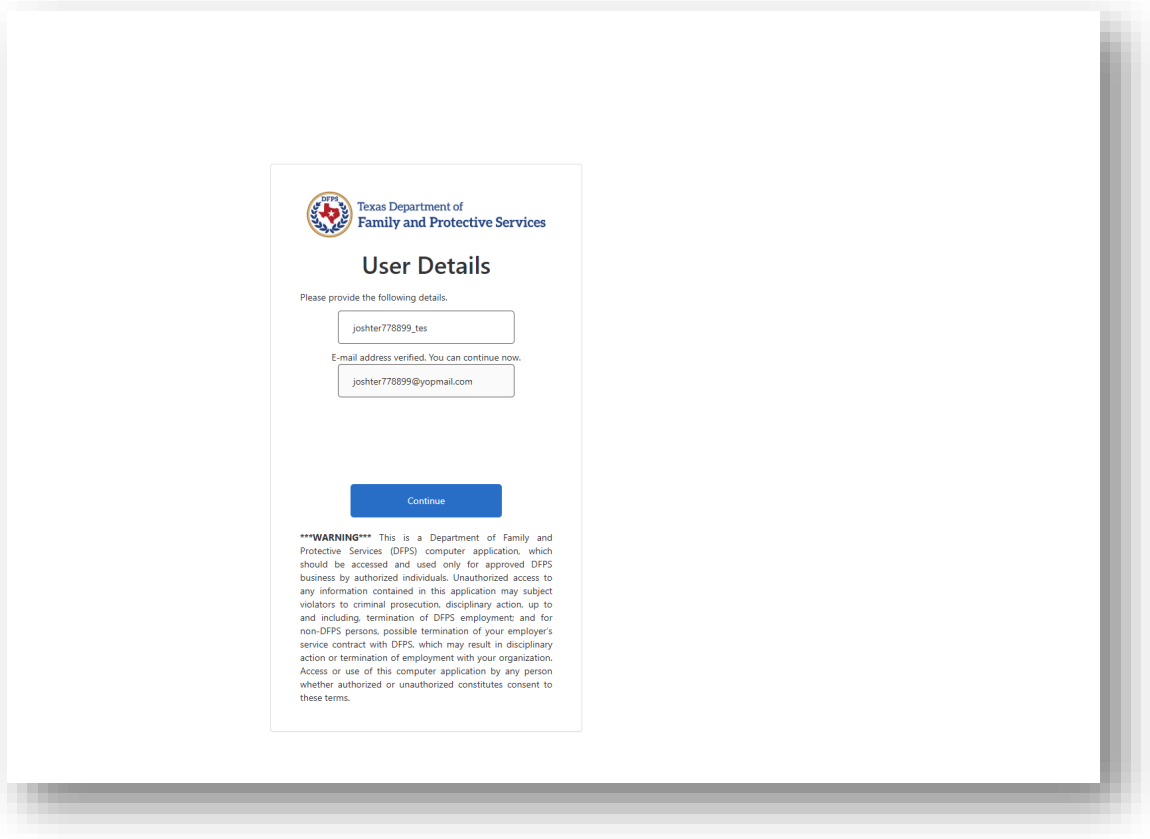 DFPS
Texas Department of
Family and Protective Services
User Details
Please provide the following details.
joshter778899_tes
E-mail address verified. You can continue now.
joshter778899@yopmail.com
Continue
***WARNING*** This is a Department of Family and
Protective Services (DFPS) computer application, which
should be accessed and used only for approved DFPS
business by authorized individuals. Unauthorized access to
any information contained in this application may subject
violators to criminal prosecution, disciplinary action, up to
and including, termination of DFPS employment; and for
non-DFPS persons, possible termination of your employer's
service contract with DFPS, which may result in disciplinary
action or termination of employment with your organization.
Access or use of this computer application by any person
whether authorized or unauthorized constitutes consent to
these terms.